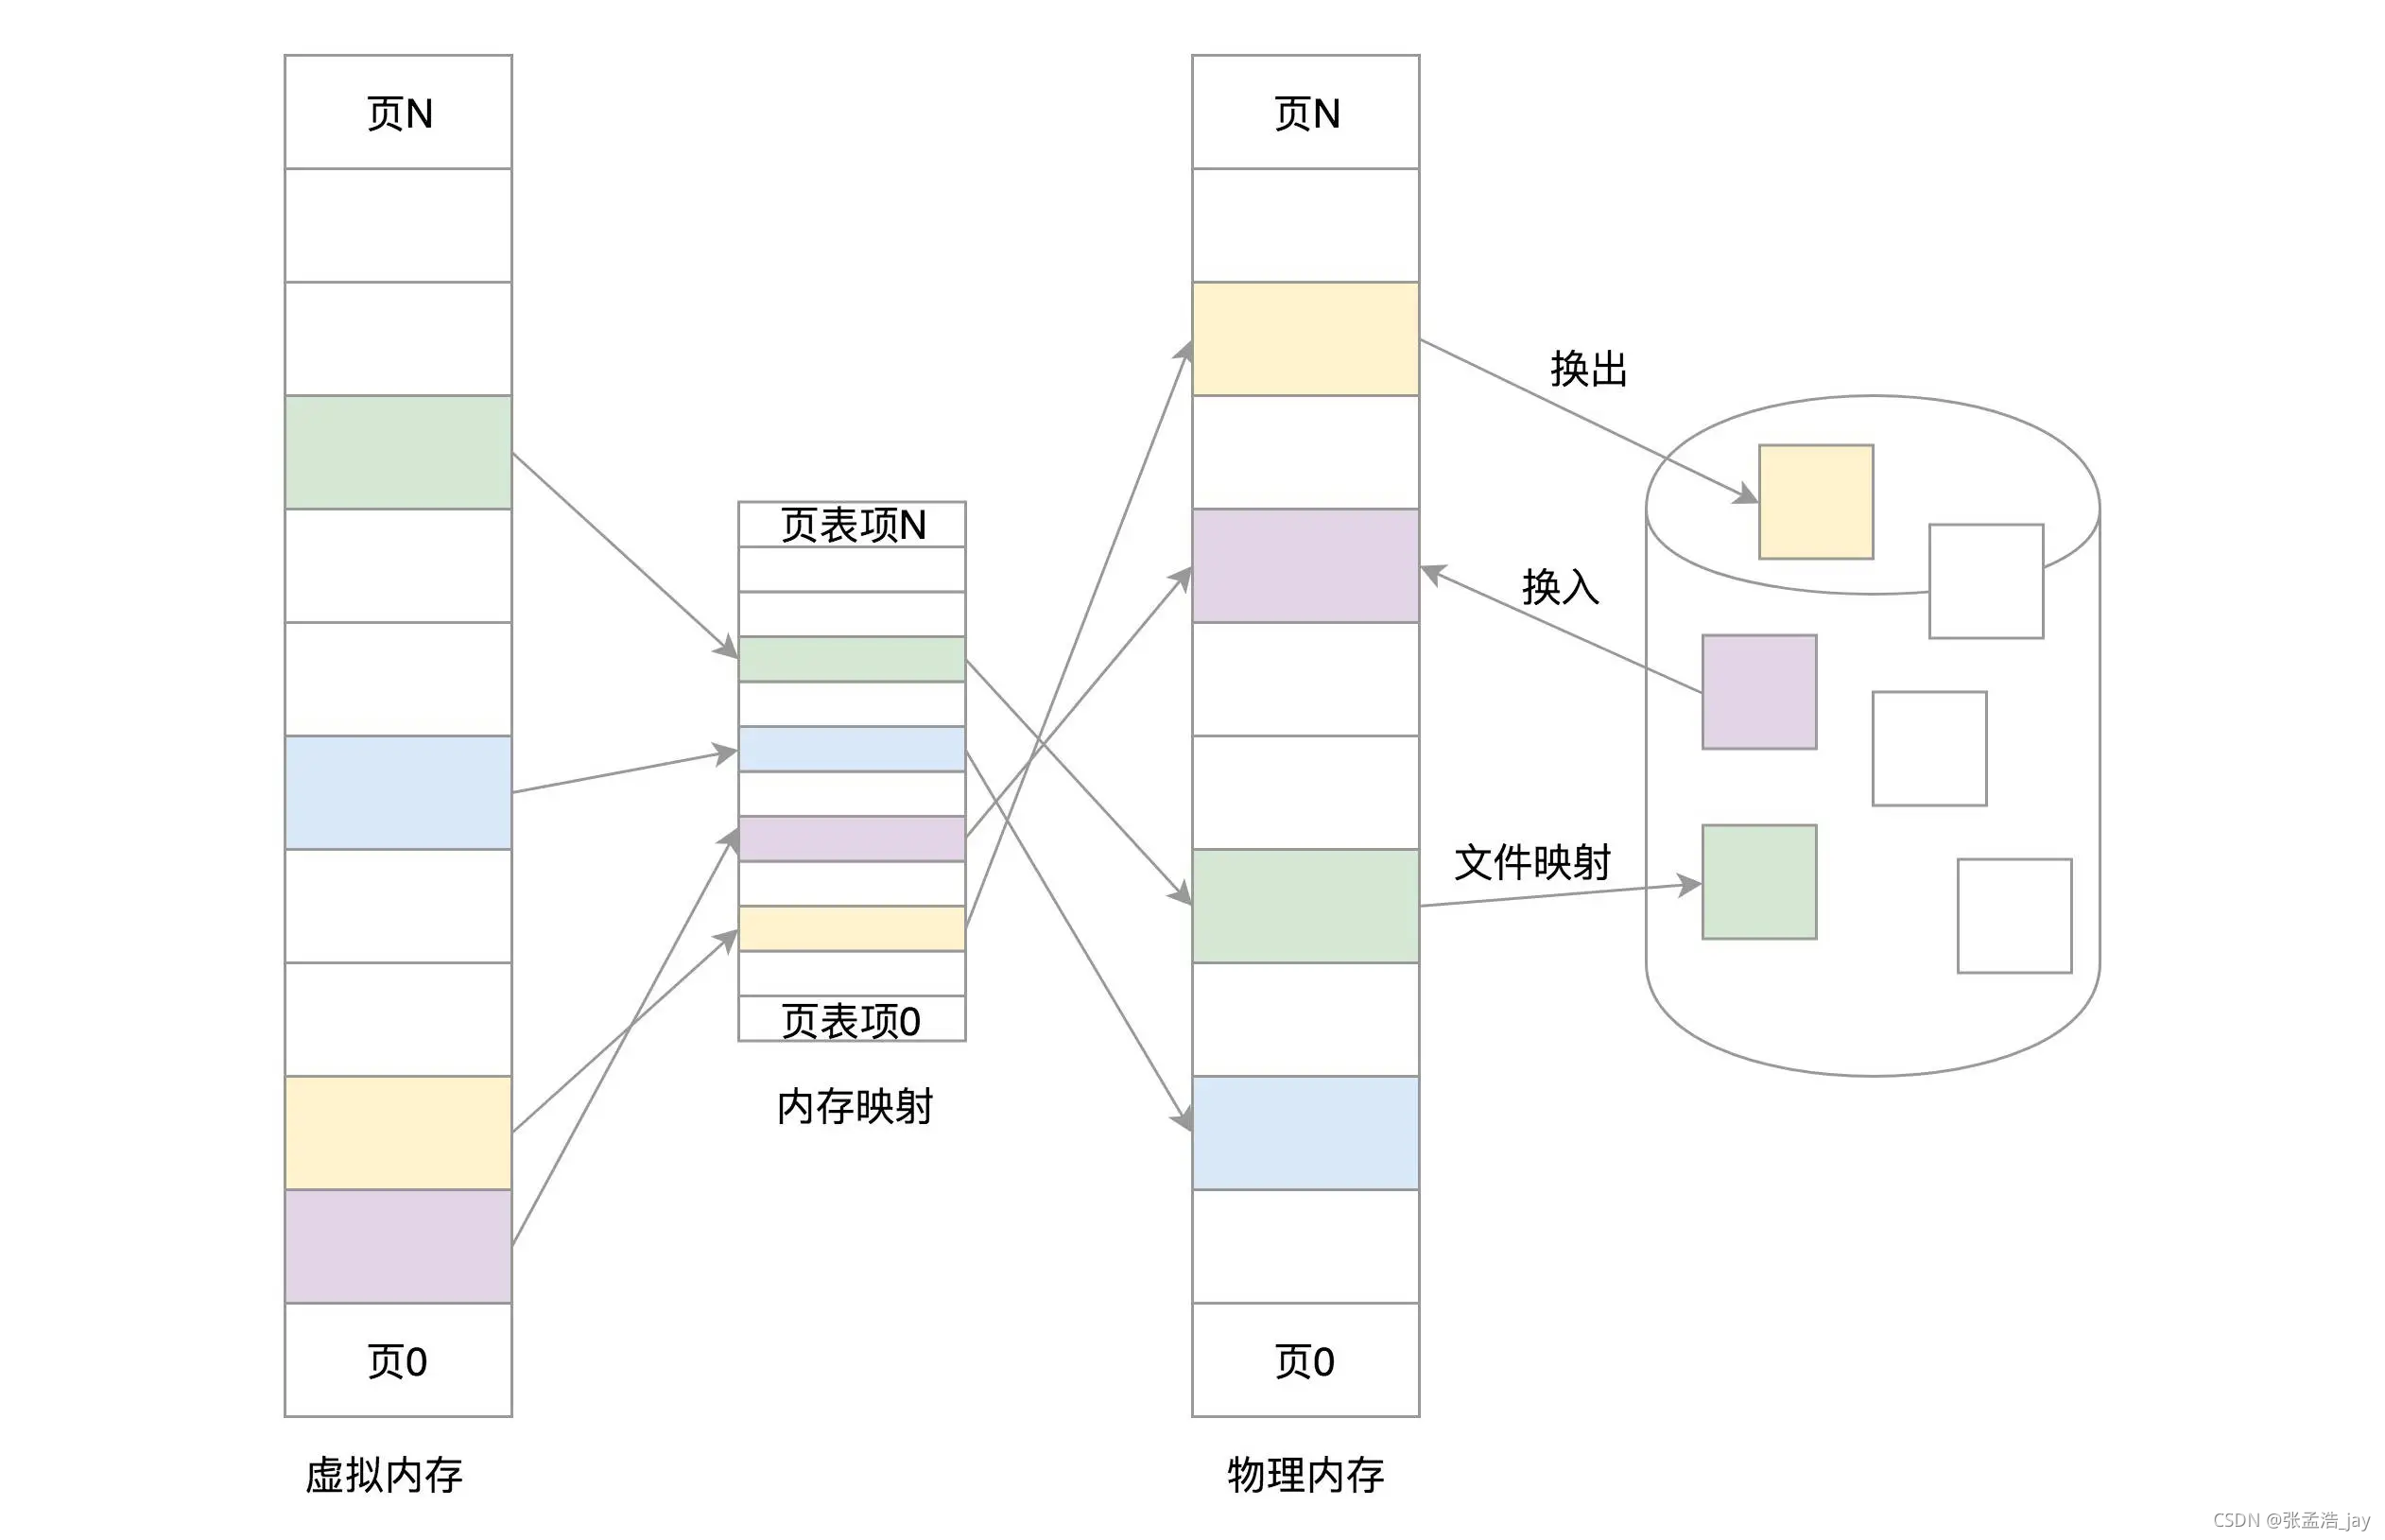 页N
页N
换出
页表项N
换入
文件映射
页表项0
内存映射
页0
页0
虚拟内存
物理内存
CSDN @张孟浩_jay